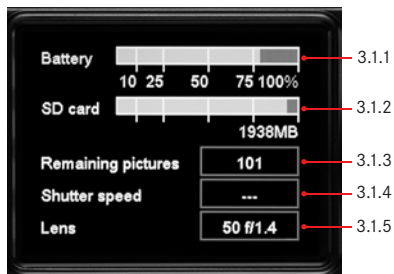 Battery 3.1.1
10 25 50 75 100%
SD card 3.1.2
1938MB
Remaining pictures 101 3.1.3
Shutter speed --- 3.1.4
Lens 50 f/1.4 3.1.5